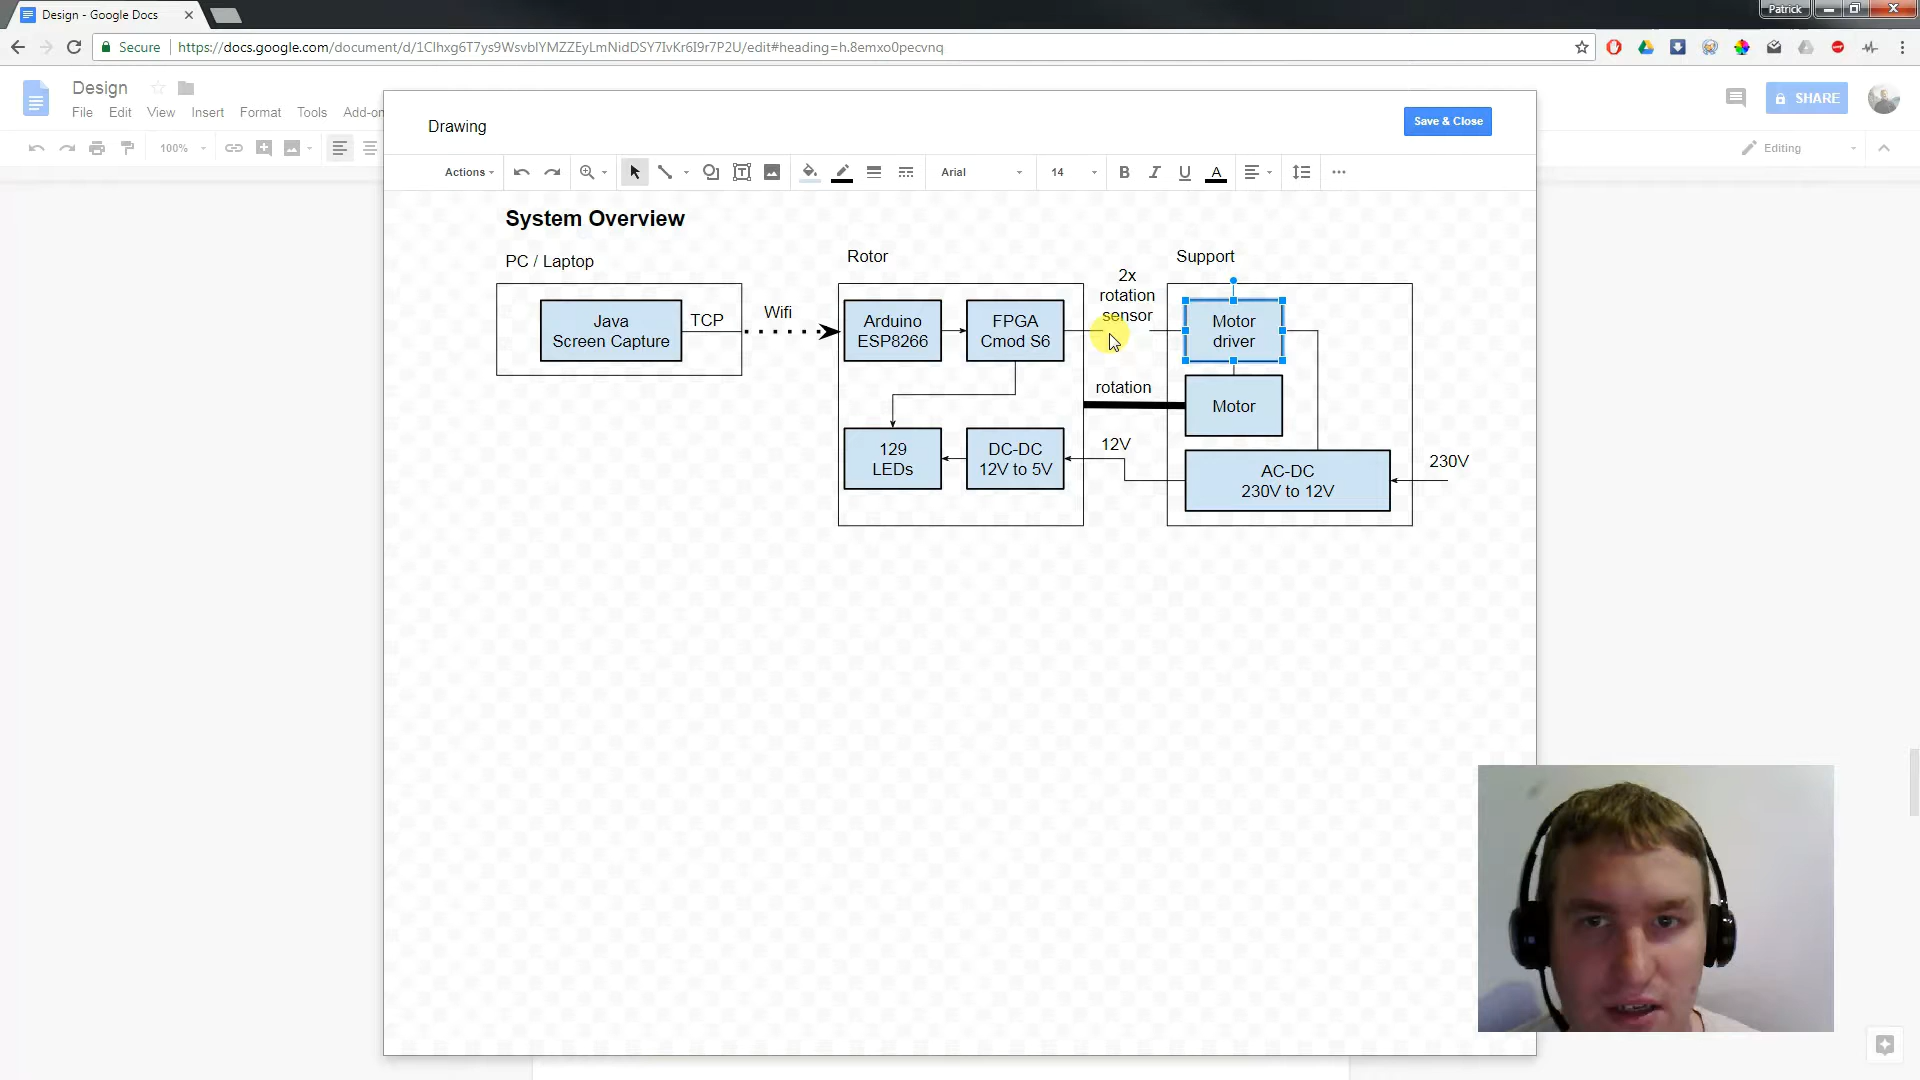 Design - Google Docs
Patrick
Secure
https://docs.google.com/document/d/1Clhxg6T7ys9WsvblYMZZEyLmNidDSY7IvKr6I9r7P2U/edit#heading=h.8emxo0pecvnq
Design
File Edit View Insert Format Tools Add-on
SHARE
100%
Editing
Drawing
Save & Close
Actions
Arial
14
B I U A
System Overview
PC / Laptop
Rotor
Support
Java
Screen Capture
TCP
Wifi
Arduino
ESP8266
FPGA
Cmod S6
2x
rotation
sensor
Motor
driver
rotation
Motor
129
LEDs
DC-DC
12V to 5V
12V
AC-DC
230V to 12V
230V